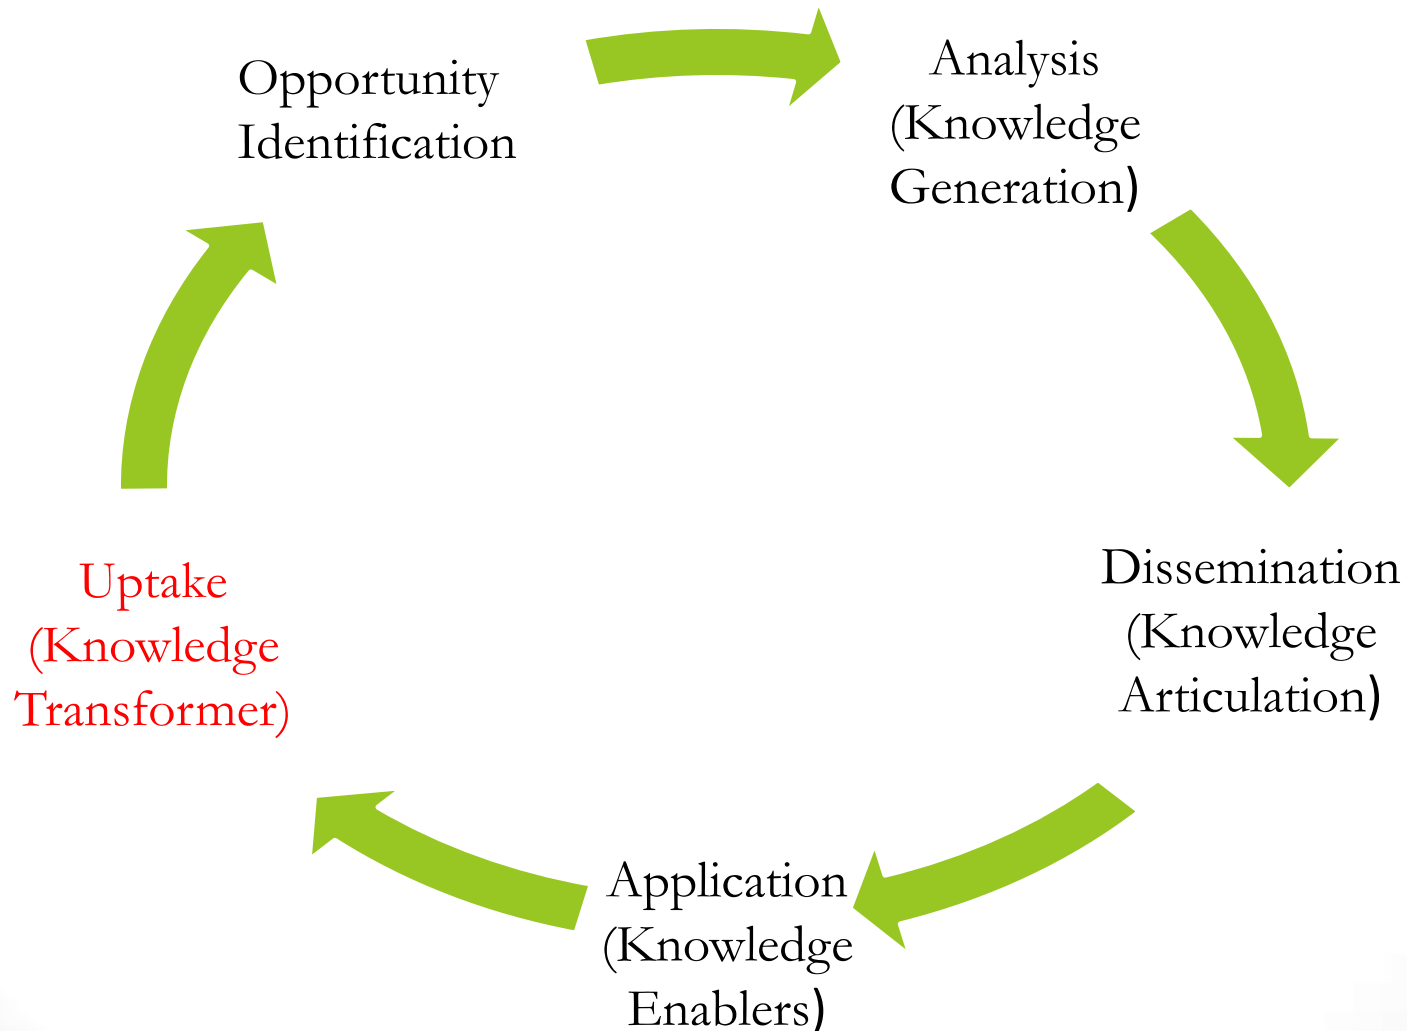 Opportunity
Identification
Analysis
(Knowledge
Generation)
Dissemination
(Knowledge
Articulation)
Application
(Knowledge
Enablers)
Uptake
(Knowledge
Transformer)